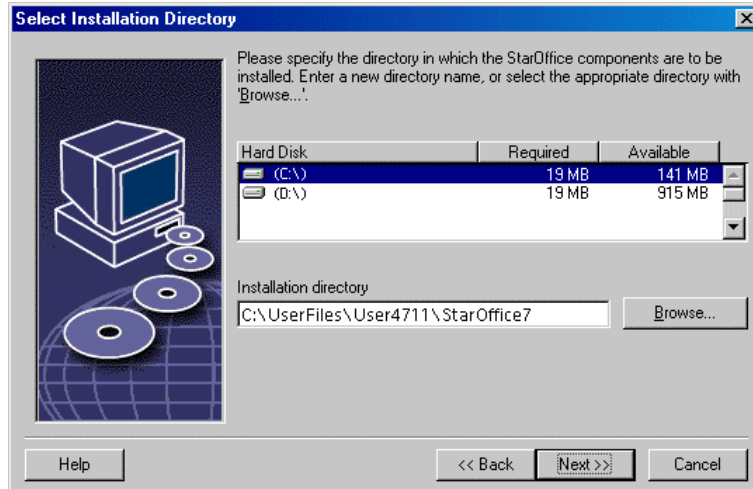 Select Installation Directory
Please specify the directory in which the StarOffice components are to be
installed. Enter a new directory name, or select the appropriate directory with
'Browse...'.
Hard Disk Required Available
(C:\) 19 MB 141 MB
(D:\) 19 MB 915 MB
Installation directory
C:\UserFiles\User4711\StarOffice7 Browse...
Help << Back Next >> Cancel